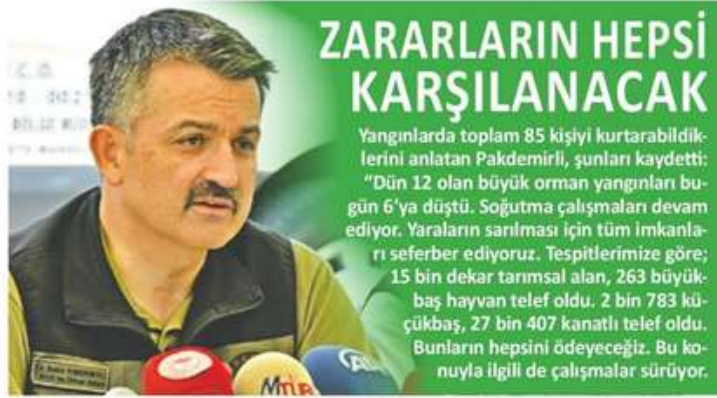 ZARARLARIN HEPSİ
KARŞILANACAK
Yangınlarda toplam 85 kişiyi kurtarabildik-
lerini anlatan Pakdemirli, şunları kaydetti:
“Dün 12 olan büyük orman yangınları bu-
gün 6’ya düştü. Soğutma çalışmaları devam
ediyor. Yaraların sarılması için tüm imkanla-
rı seferber ediyoruz. Tespitlerimize göre;
15 bin dekar tarımsal alan, 263 büyük-
baş hayvan telef oldu. 2 bin 783 kü-
çükbaş, 27 bin 407 kanatlı telef oldu.
Bunların hepsini ödeyeceğiz. Bu ko-
nuyla ilgili de çalışmalar sürüyor.